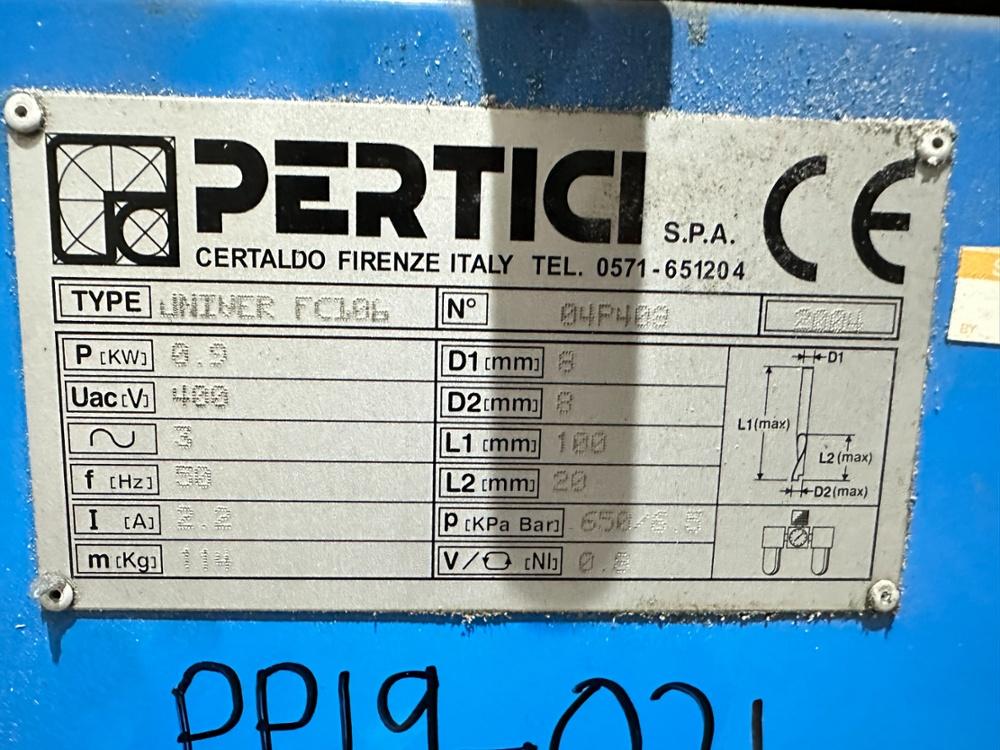 PERTICI S.P.A. CE
CERTALDO FIRENZE ITALY TEL. 0571-651204
TYPE UNIVER FC106 N° 04P409 2004
P [KW] 0.9 D1 [mm] 8
Uac [V] 400 D2 [mm] 8
3 L1 (mm) 100
f [Hz] 50 L2 [mm] 20
I [A] 2.2 p [KPa Bar] 650/6.5
m [Kg] 114 V/ [Nl] 0.8
D1
L1(max)
L2(max)
D2(max)
BY
PP19-021